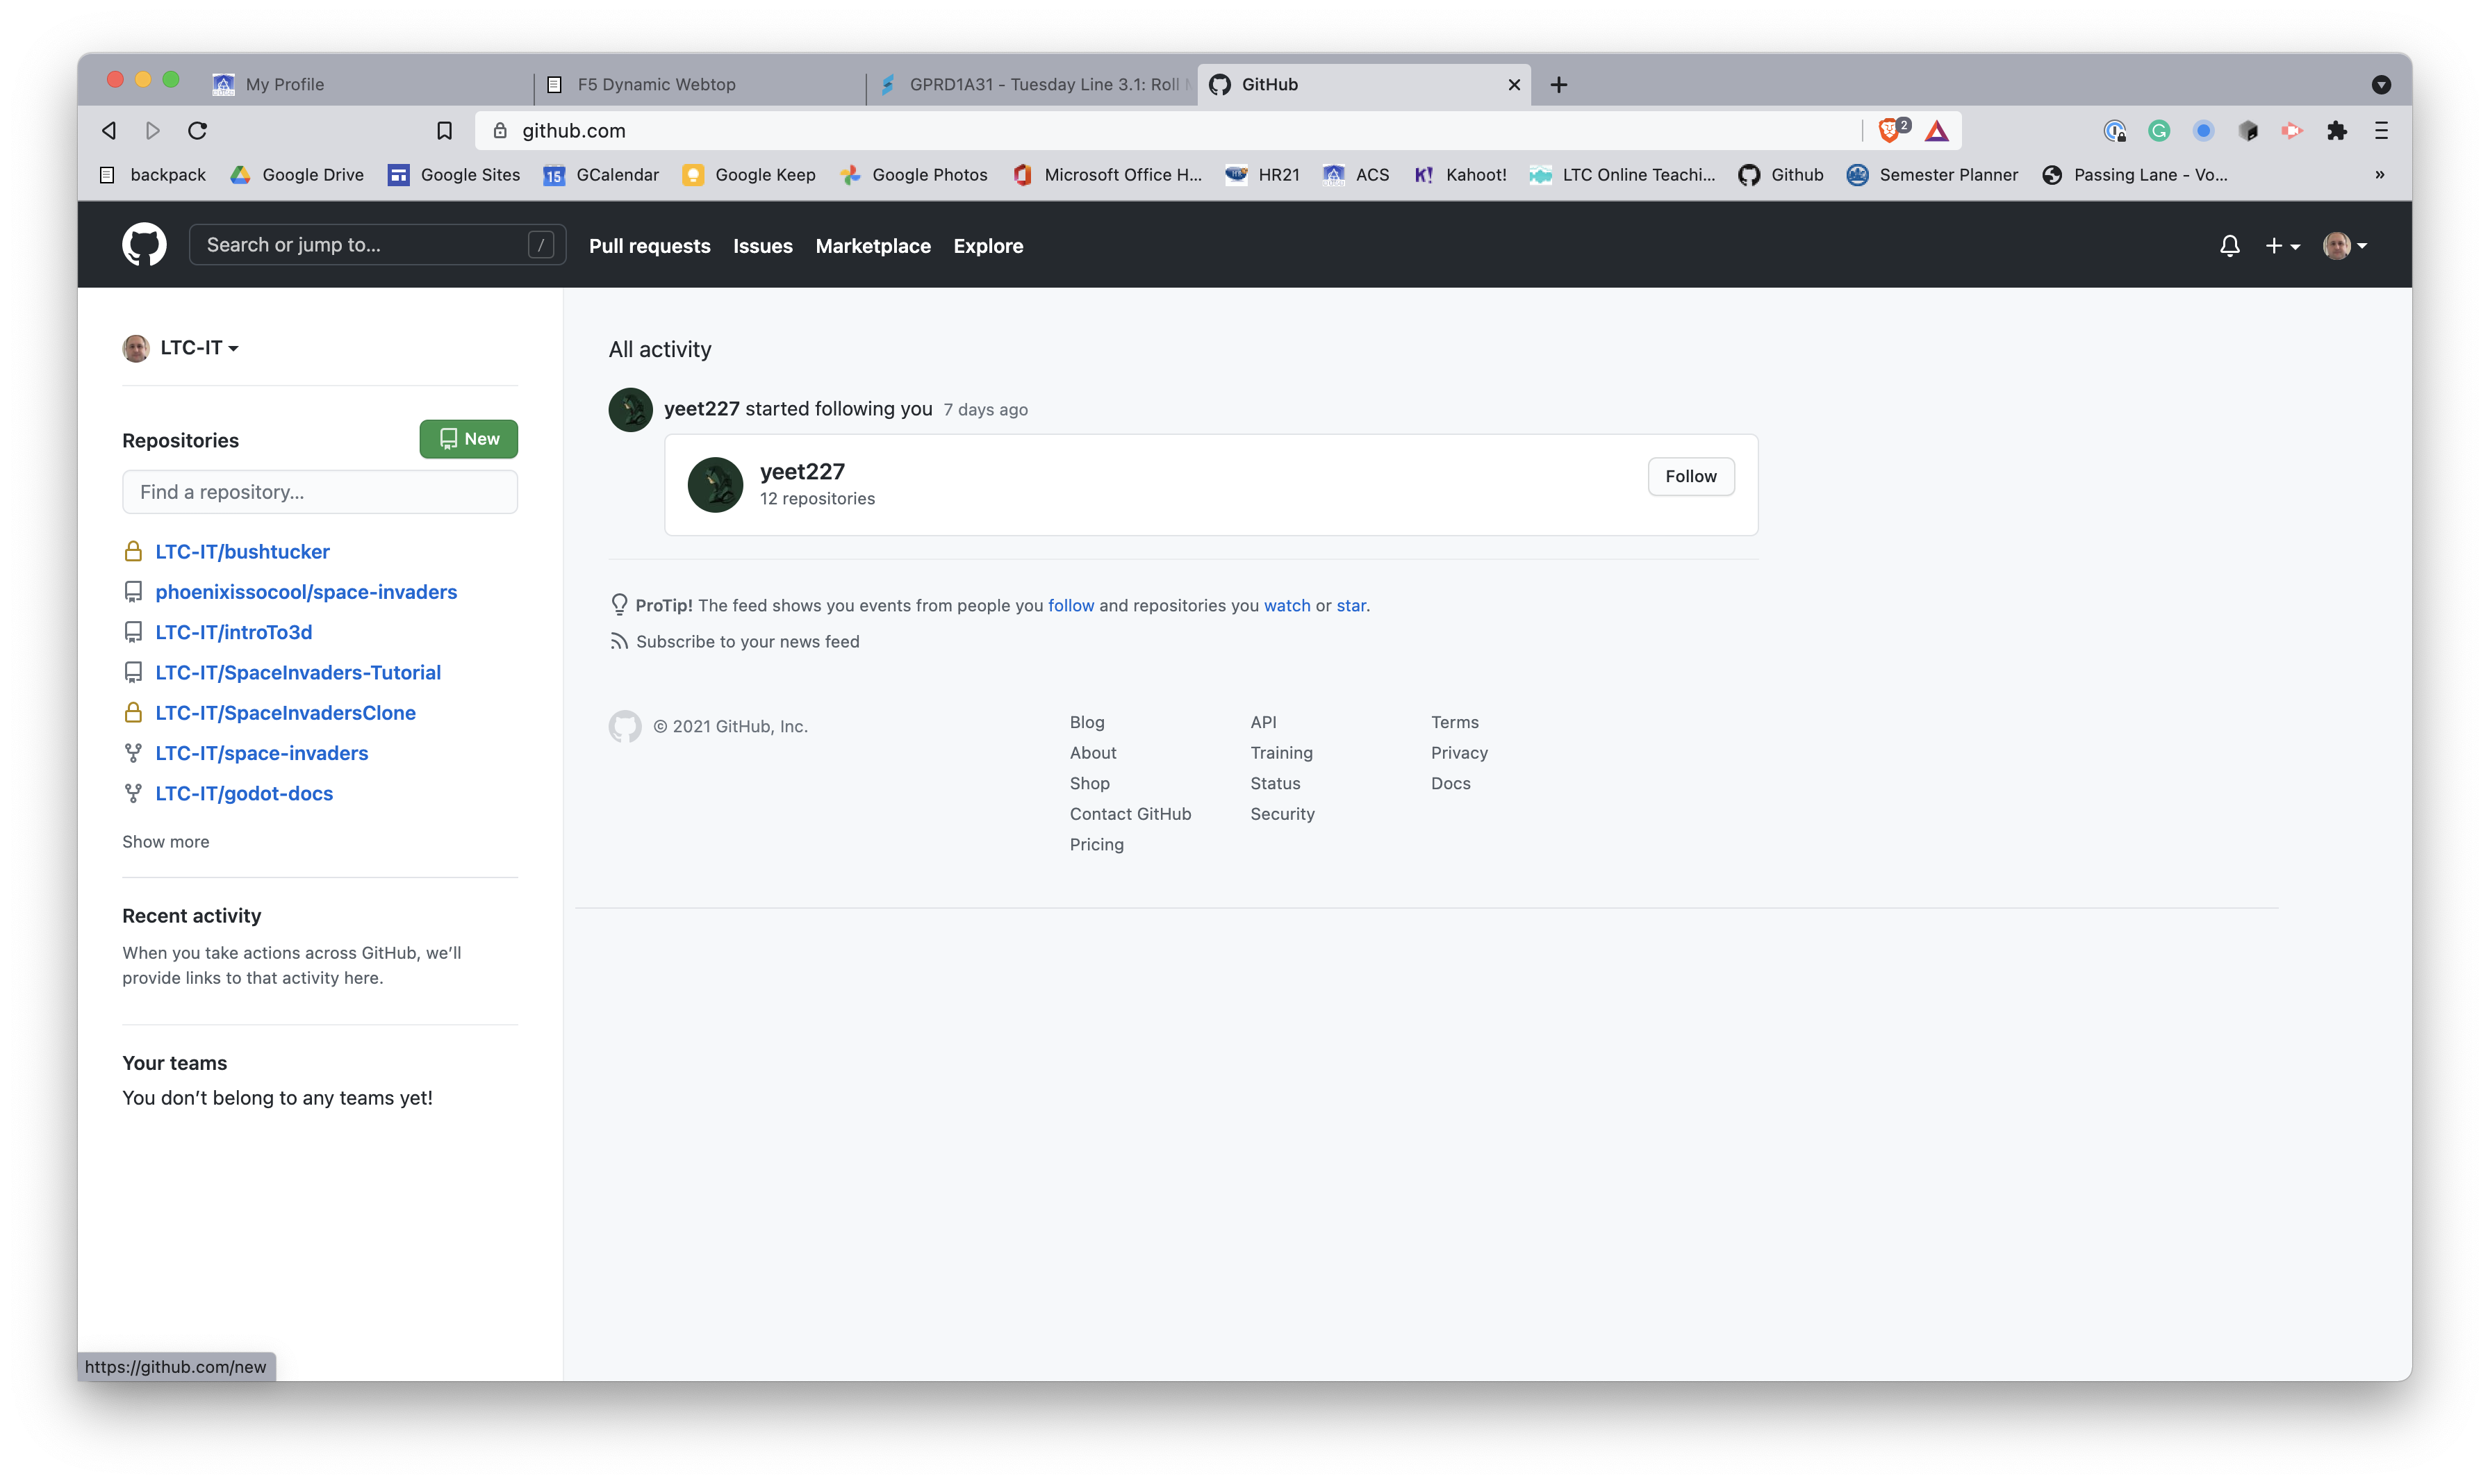 My Profile
F5 Dynamic Webtop
GPRD1A31 - Tuesday Line 3.1: Roll
GitHub
github.com
2
backpack
Google Drive
Google Sites
15
GCalendar
Google Keep
Google Photos
Microsoft Office H...
HR21
ACS
K!
Kahoot!
LTC Online Teachi...
Github
Semester Planner
Passing Lane - Vo...
»
Search or jump to...
/
Pull requests
Issues
Marketplace
Explore
LTC-IT
Repositories
New
Find a repository...
LTC-IT/bushtucker
phoenixissocool/space-invaders
LTC-IT/introTo3d
LTC-IT/SpaceInvaders-Tutorial
LTC-IT/SpaceInvadersClone
LTC-IT/space-invaders
LTC-IT/godot-docs
Show more
Recent activity
When you take actions across GitHub, we’ll
provide links to that activity here.
Your teams
You don’t belong to any teams yet!
All activity
yeet227 started following you 7 days ago
yeet227
12 repositories
Follow
ProTip! The feed shows you events from people you follow and repositories you watch or star.
Subscribe to your news feed
© 2021 GitHub, Inc.
Blog
About
Shop
Contact GitHub
Pricing
API
Training
Status
Security
Terms
Privacy
Docs
https://github.com/new